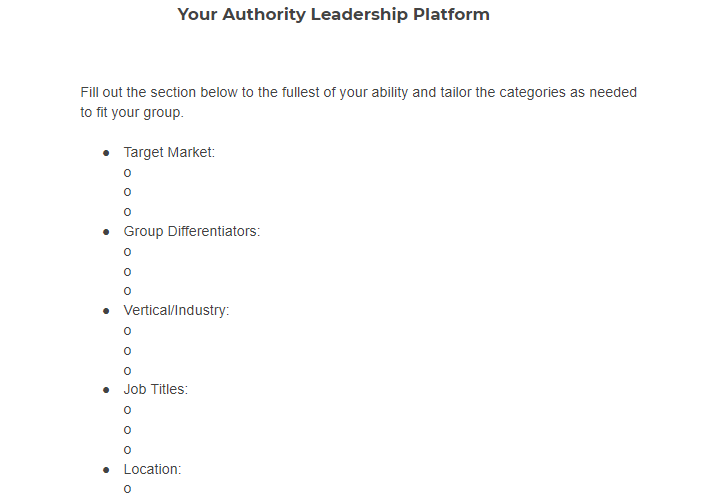 Your Authority Leadership Platform
Fill out the section below to the fullest of your ability and tailor the categories as needed
to fit your group.
● Target Market:
o
o
o
● Group Differentiators:
o
o
o
● Vertical/Industry:
o
o
o
● Job Titles:
o
o
o
● Location:
o